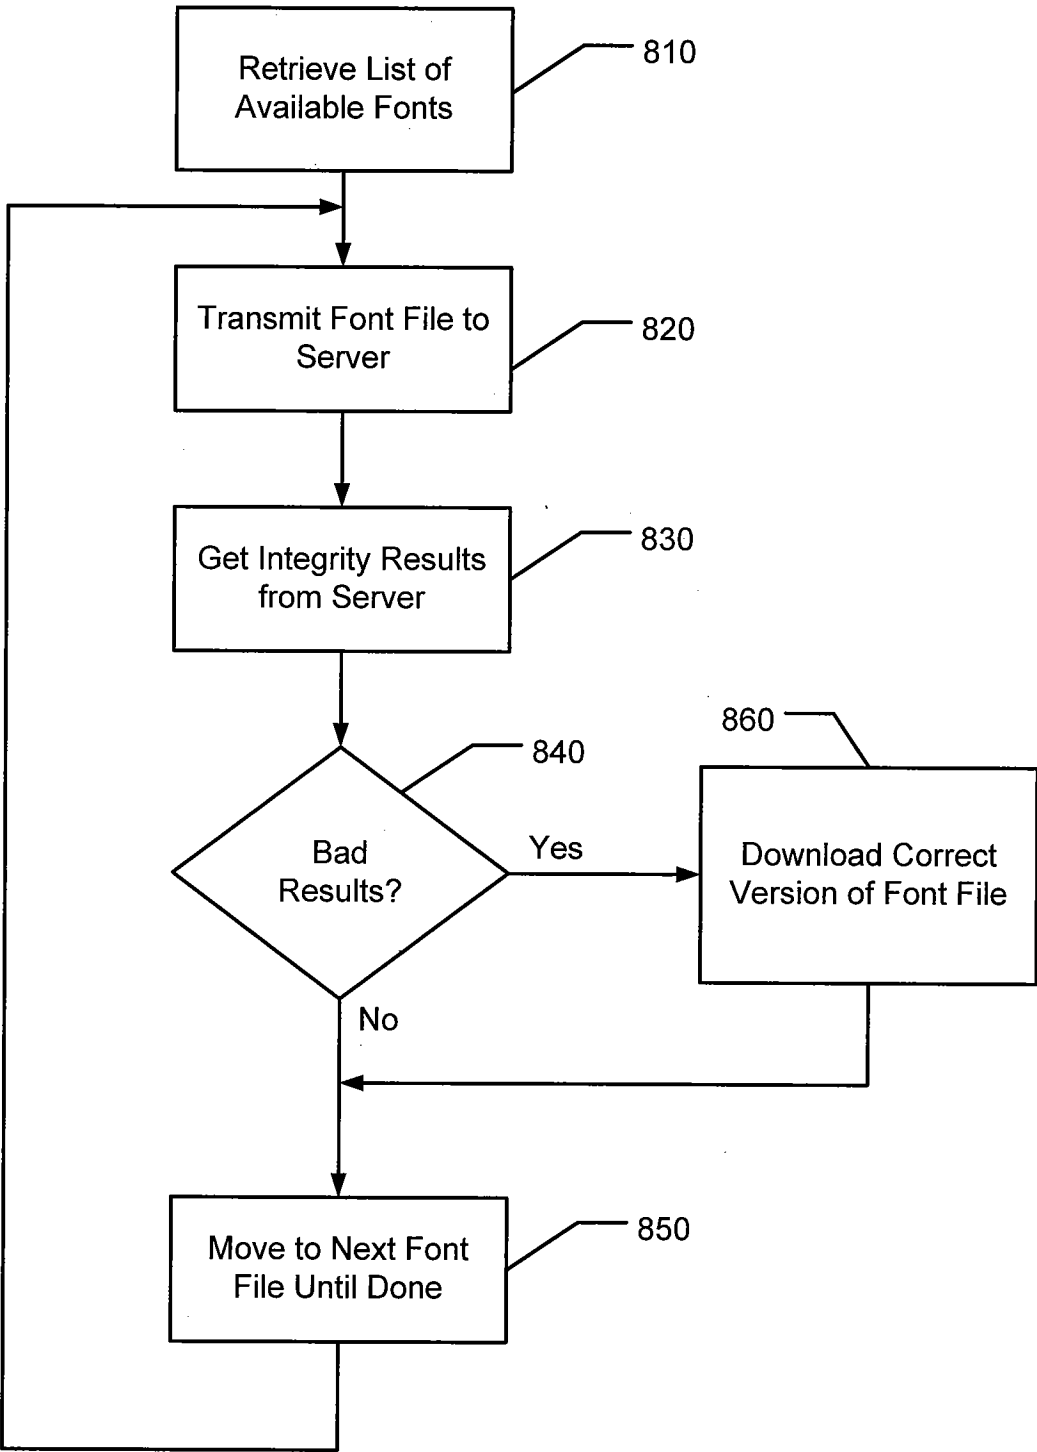 Retrieve List of
Available Fonts
810
Transmit Font File to
Server
820
Get Integrity Results
from Server
830
840
860
Bad
Results?
Yes
Download Correct
Version of Font File
No
Move to Next Font
File Until Done
850